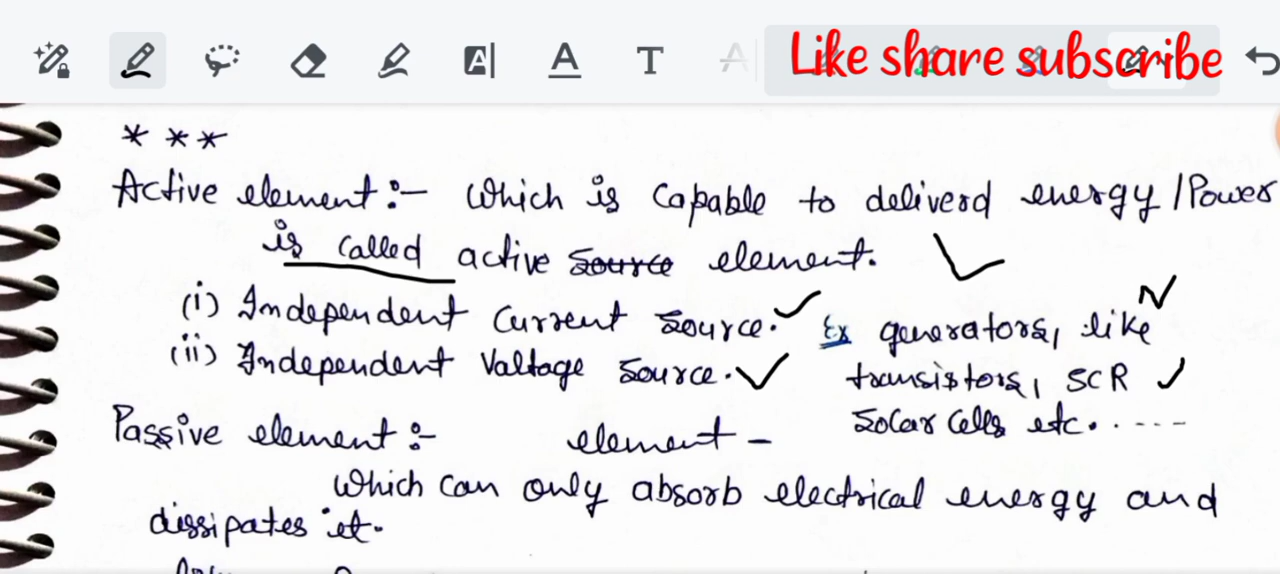 Like share subscribe
* * *
Active element:- Which is Capable to deliverd energy/Power
is called active source element.
(i) Independent Current Source. Ex generators, like
(ii) Independent Valtage Source. transistors, SCR
Solar Cells etc.....
Passive element:- element -
Which can only absorb electrical energy and
dissipates et.